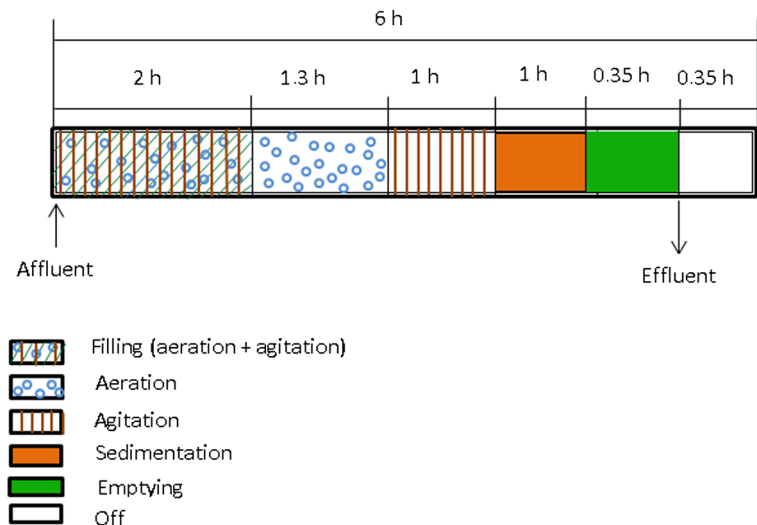 6 h
2 h 1.3 h 1 h 1 h 0.35 h 0.35 h
Affluent
Effluent
Filling (aeration + agitation)
Aeration
Agitation
Sedimentation
Emptying
Off